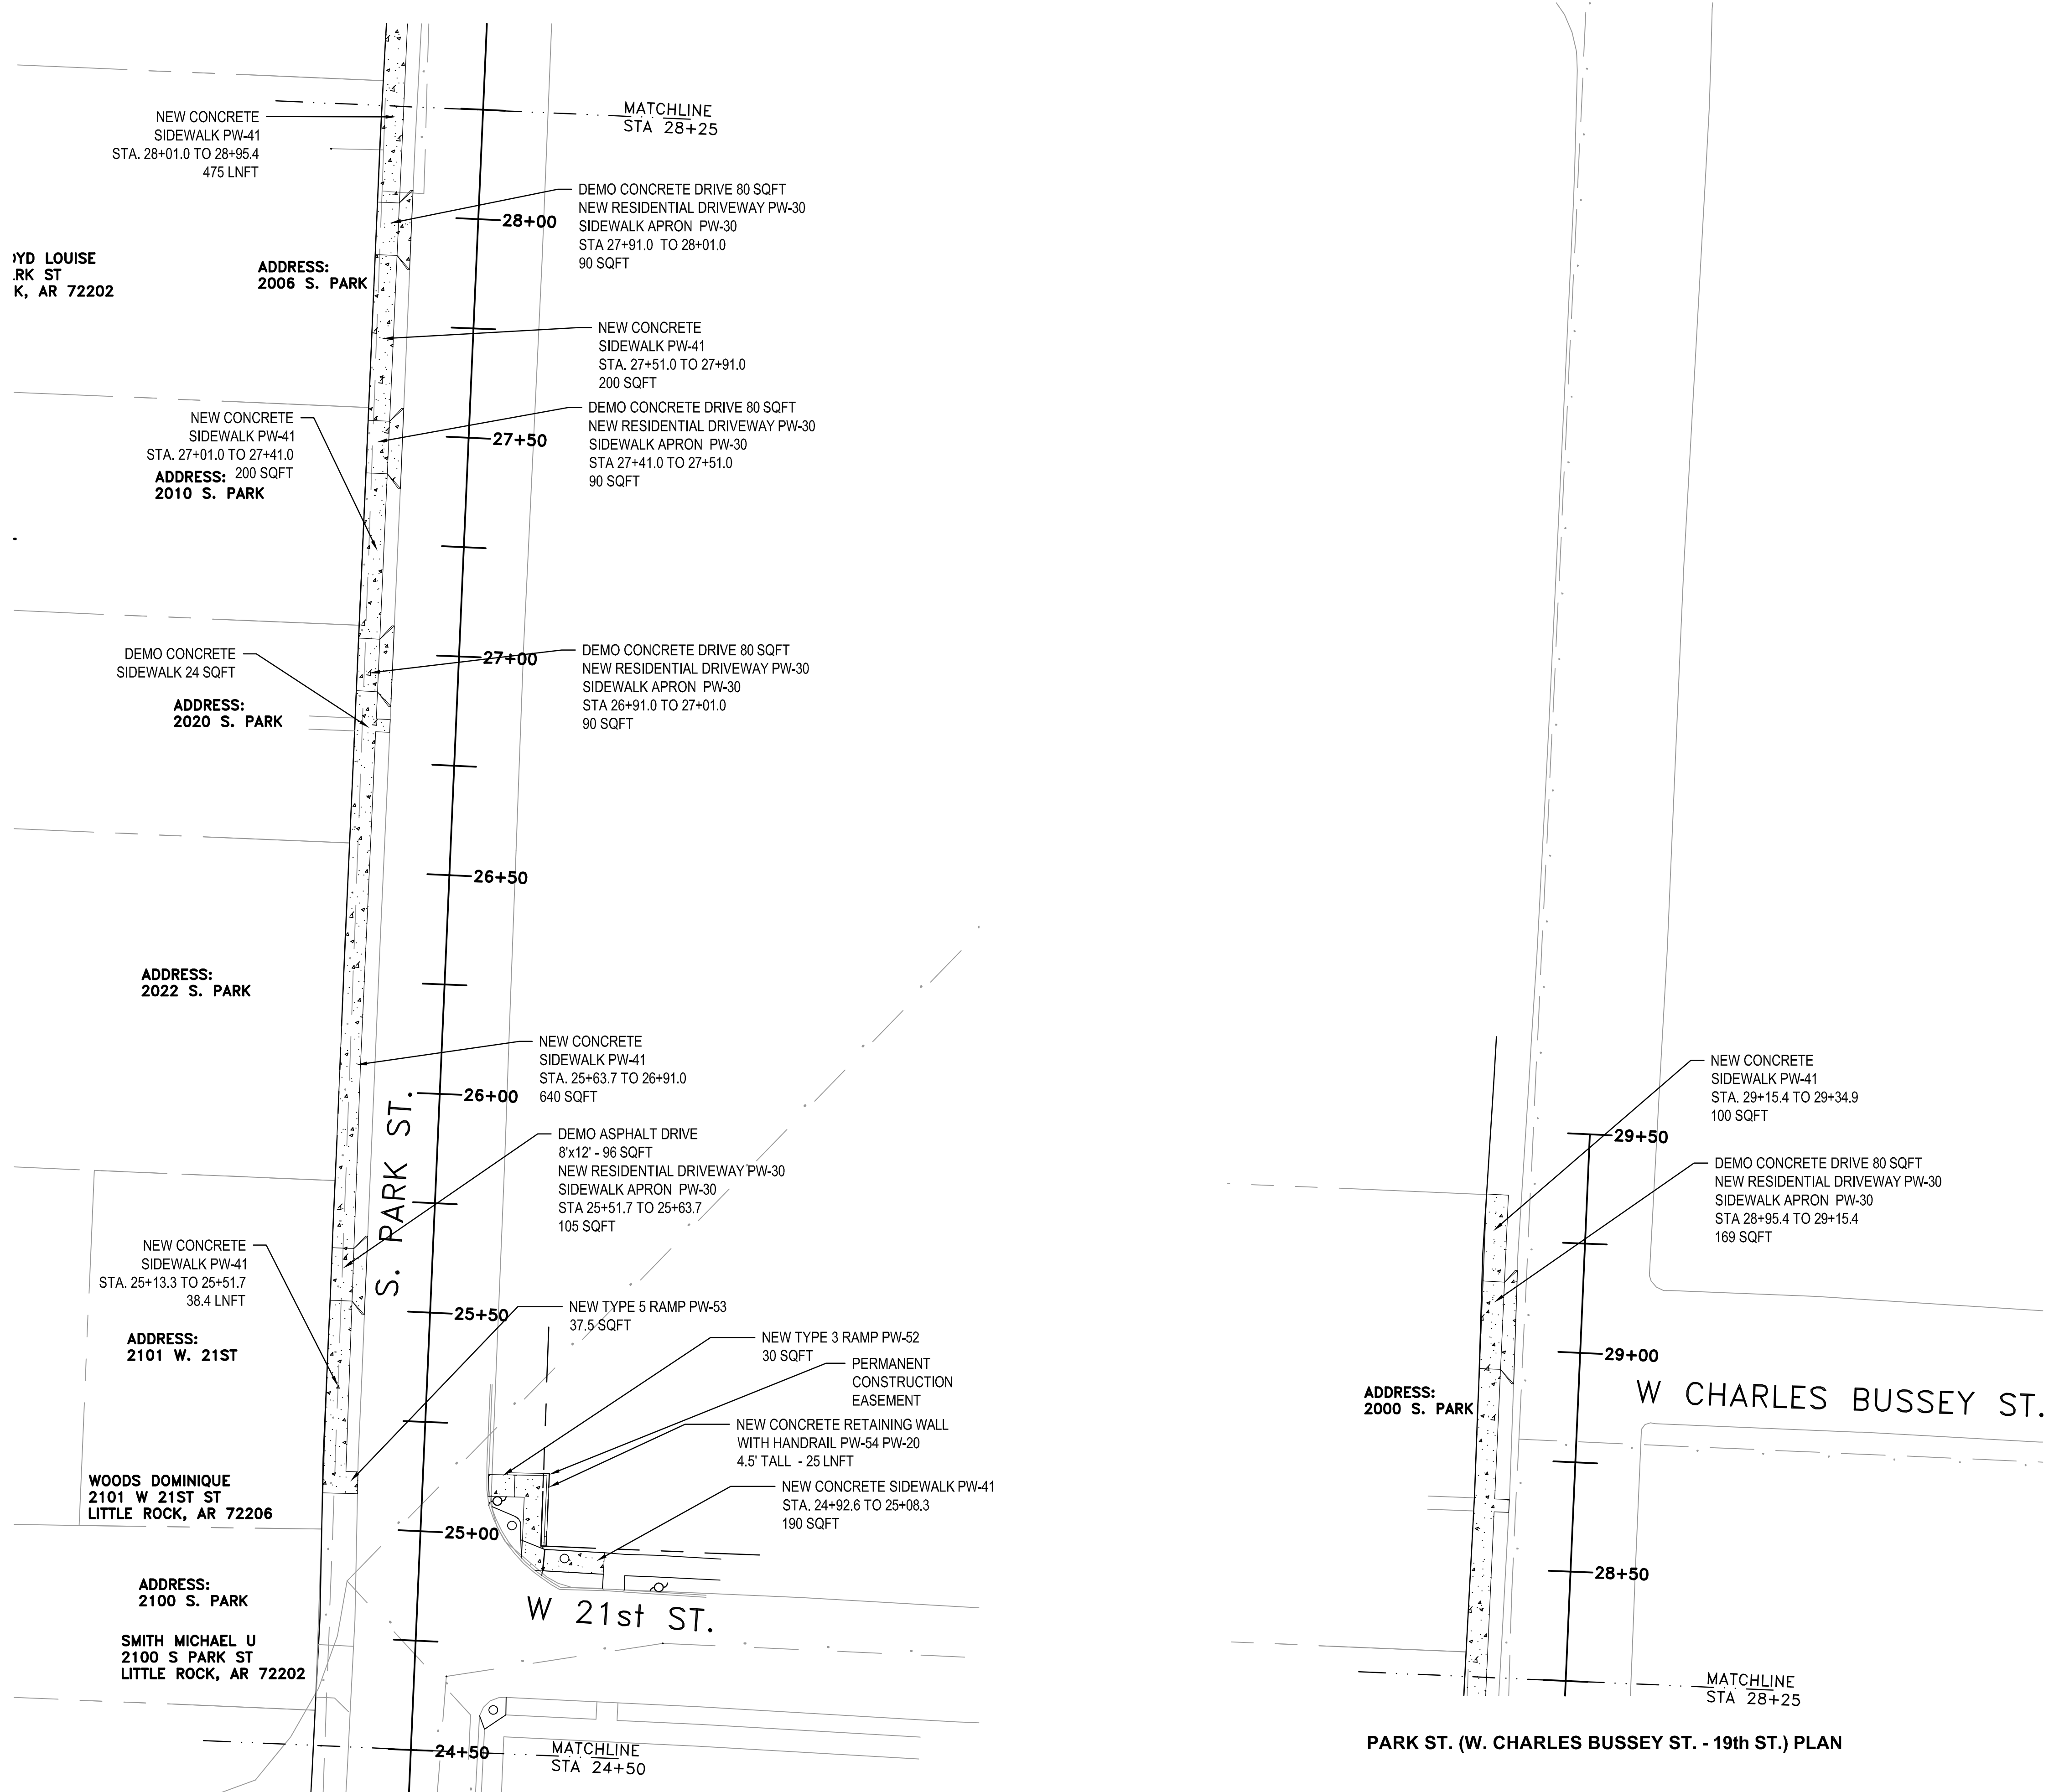 MATCHLINE
STA 28+25
NEW CONCRETE
SIDEWALK PW-41
STA. 28+01.0 TO 28+95.4
475 LNFT
DEMO CONCRETE DRIVE 80 SQFT
NEW RESIDENTIAL DRIVEWAY PW-30
SIDEWALK APRON PW-30
STA 27+91.0 TO 28+01.0
90 SQFT
28+00
OYD LOUISE
ARK ST
K, AR 72202
ADDRESS:
2006 S. PARK
NEW CONCRETE
SIDEWALK PW-41
STA. 27+51.0 TO 27+91.0
200 SQFT
DEMO CONCRETE DRIVE 80 SQFT
NEW RESIDENTIAL DRIVEWAY PW-30
SIDEWALK APRON PW-30
STA 27+41.0 TO 27+51.0
90 SQFT
27+50
NEW CONCRETE
SIDEWALK PW-41
STA. 27+01.0 TO 27+41.0
200 SQFT
ADDRESS:
2010 S. PARK
DEMO CONCRETE
SIDEWALK 24 SQFT
27+00
DEMO CONCRETE DRIVE 80 SQFT
NEW RESIDENTIAL DRIVEWAY PW-30
SIDEWALK APRON PW-30
STA 26+91.0 TO 27+01.0
90 SQFT
ADDRESS:
2020 S. PARK
26+50
ADDRESS:
2022 S. PARK
NEW CONCRETE
SIDEWALK PW-41
STA. 25+63.7 TO 26+91.0
640 SQFT
26+00
S. PARK ST.
DEMO ASPHALT DRIVE
8'x12' - 96 SQFT
NEW RESIDENTIAL DRIVEWAY PW-30
SIDEWALK APRON PW-30
STA 25+51.7 TO 25+63.7
105 SQFT
NEW CONCRETE
SIDEWALK PW-41
STA. 25+13.3 TO 25+51.7
38.4 LNFT
25+50
NEW TYPE 5 RAMP PW-53
37.5 SQFT
ADDRESS:
2101 W. 21ST
NEW TYPE 3 RAMP PW-52
30 SQFT
PERMANENT
CONSTRUCTION
EASEMENT
NEW CONCRETE RETAINING WALL
WITH HANDRAIL PW-54 PW-20
4.5' TALL - 25 LNFT
NEW CONCRETE SIDEWALK PW-41
STA. 24+92.6 TO 25+08.3
190 SQFT
WOODS DOMINIQUE
2101 W 21ST ST
LITTLE ROCK, AR 72206
25+00
ADDRESS:
2100 S. PARK
W 21st ST.
SMITH MICHAEL U
2100 S PARK ST
LITTLE ROCK, AR 72202
24+50
MATCHLINE
STA 24+50
NEW CONCRETE
SIDEWALK PW-41
STA. 29+15.4 TO 29+34.9
100 SQFT
29+50
DEMO CONCRETE DRIVE 80 SQFT
NEW RESIDENTIAL DRIVEWAY PW-30
SIDEWALK APRON PW-30
STA 28+95.4 TO 29+15.4
169 SQFT
29+00
ADDRESS:
2000 S. PARK
W CHARLES BUSSEY ST.
28+50
MATCHLINE
STA 28+25
PARK ST. (W. CHARLES BUSSEY ST. - 19th ST.) PLAN